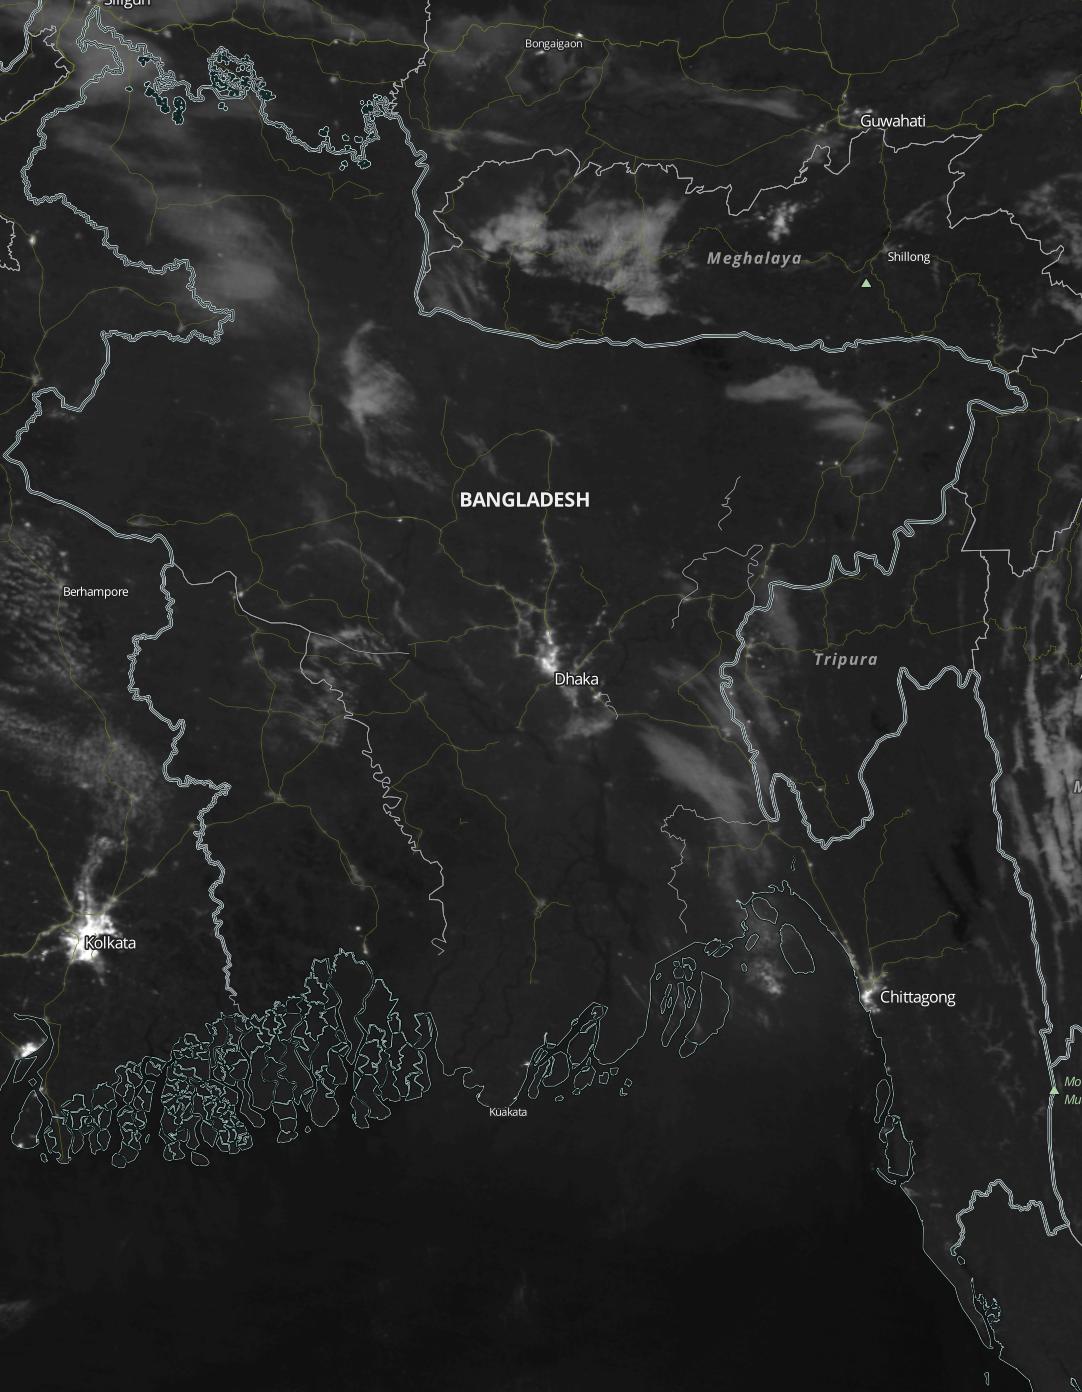 Siliguri
Bongaigaon
Guwahati
Meghalaya
Shillong
BANGLADESH
Berhampore
Tripura
Dhaka
Kolkata
Chittagong
Mo
Mu
Kuakata